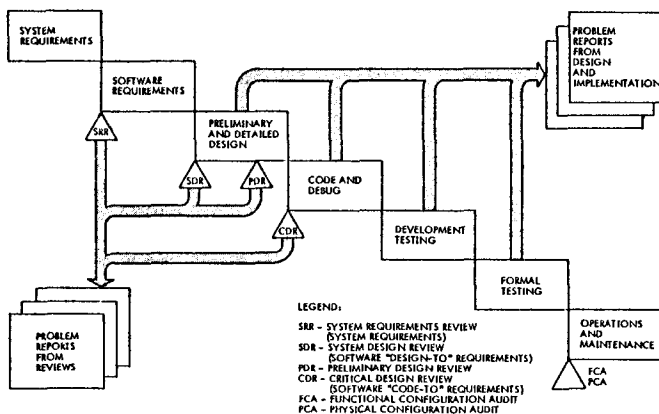 SYSTEM
REQUIREMENTS
SOFTWARE
REQUIREMENTS
SRR
PRELIMINARY
AND DETAILED
DESIGN
SDR
PDR
CODE AND
DEBUG
CDR
DEVELOPMENT
TESTING
FORMAL
TESTING
OPERATIONS
AND
MAINTENANCE
FCA
PCA
PROBLEM
REPORTS
FROM
DESIGN
AND
IMPLEMENTATION
PROBLEM
REPORTS
FROM
REVIEWS
LEGEND:
SRR - SYSTEM REQUIREMENTS REVIEW
(SYSTEM REQUIREMENTS)
SDR - SYSTEM DESIGN REVIEW
(SOFTWARE "DESIGN-TO" REQUIREMENTS)
PDR - PRELIMINARY DESIGN REVIEW
CDR - CRITICAL DESIGN REVIEW
(SOFTWARE "CODE-TO" REQUIREMENTS)
FCA - FUNCTIONAL CONFIGURATION AUDIT
PCA - PHYSICAL CONFIGURATION AUDIT